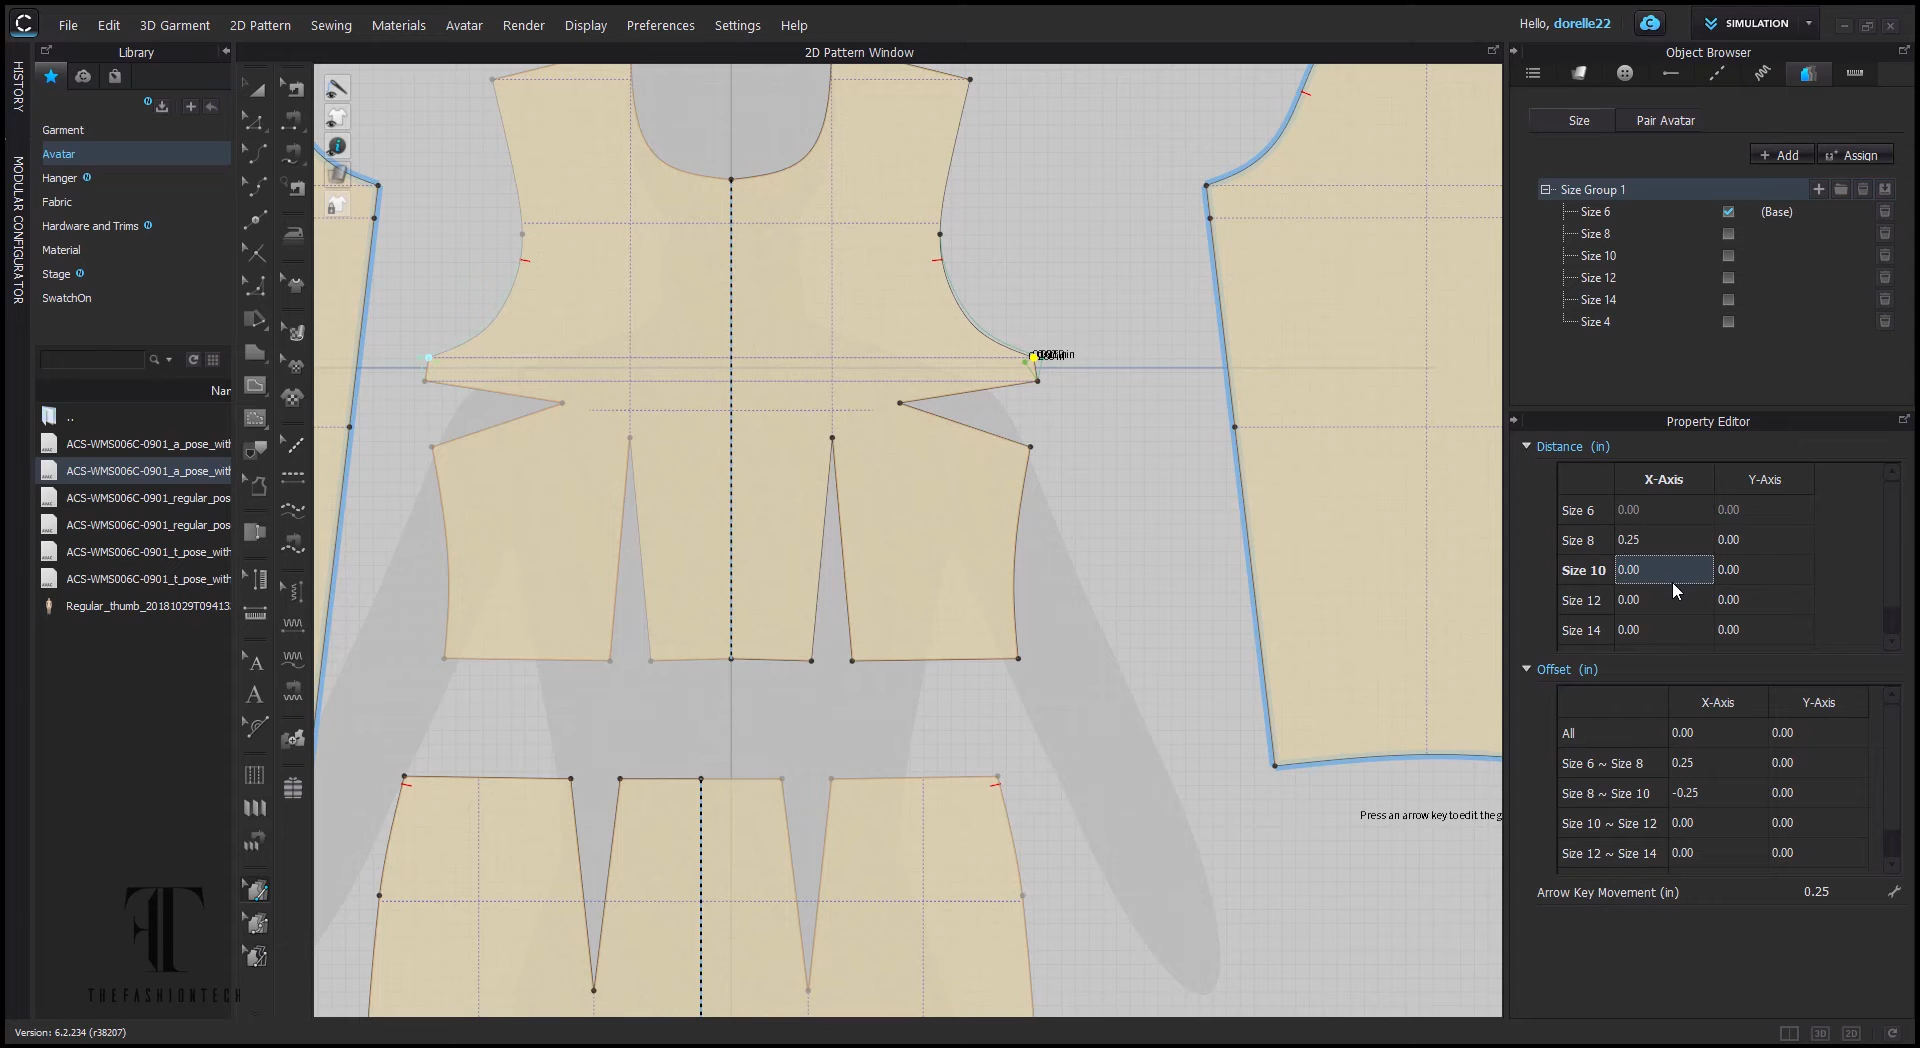 File Edit 3D Garment 2D Pattern Sewing Materials Avatar Render Display Preferences Settings Help
Hello, dorelle22
SIMULATION
HISTORY
MODULAR CONFIGURATOR
Library
Garment
Avatar
Hanger N
Fabric
Hardware and Trims N
Material
Stage N
SwatchOn
Nar
..
ACS-WMS006C-0901_a_pose_with
ACS-WMS006C-0901_a_pose_with
ACS-WMS006C-0901_regular_pos
ACS-WMS006C-0901_regular_pos
ACS-WMS006C-0901_t_pose_with
ACS-WMS006C-0901_t_pose_with
Regular_thumb_20181029T09413
THEFASHIONTECH
Version: 6.2.234 (r38207)
2D Pattern Window
Press an arrow key to edit the g
Object Browser
Size Pair Avatar
+ Add Assign
Size Group 1
Size 6 (Base)
Size 8
Size 10
Size 12
Size 14
Size 4
Property Editor
Distance (in)
X-Axis Y-Axis
Size 6 0.00 0.00
Size 8 0.25 0.00
Size 10 0.00 0.00
Size 12 0.00 0.00
Size 14 0.00 0.00
Offset (in)
X-Axis Y-Axis
All 0.00 0.00
Size 6 ~ Size 8 0.25 0.00
Size 8 ~ Size 10 -0.25 0.00
Size 10 ~ Size 12 0.00 0.00
Size 12 ~ Size 14 0.00 0.00
Arrow Key Movement (in) 0.25
3D 2D